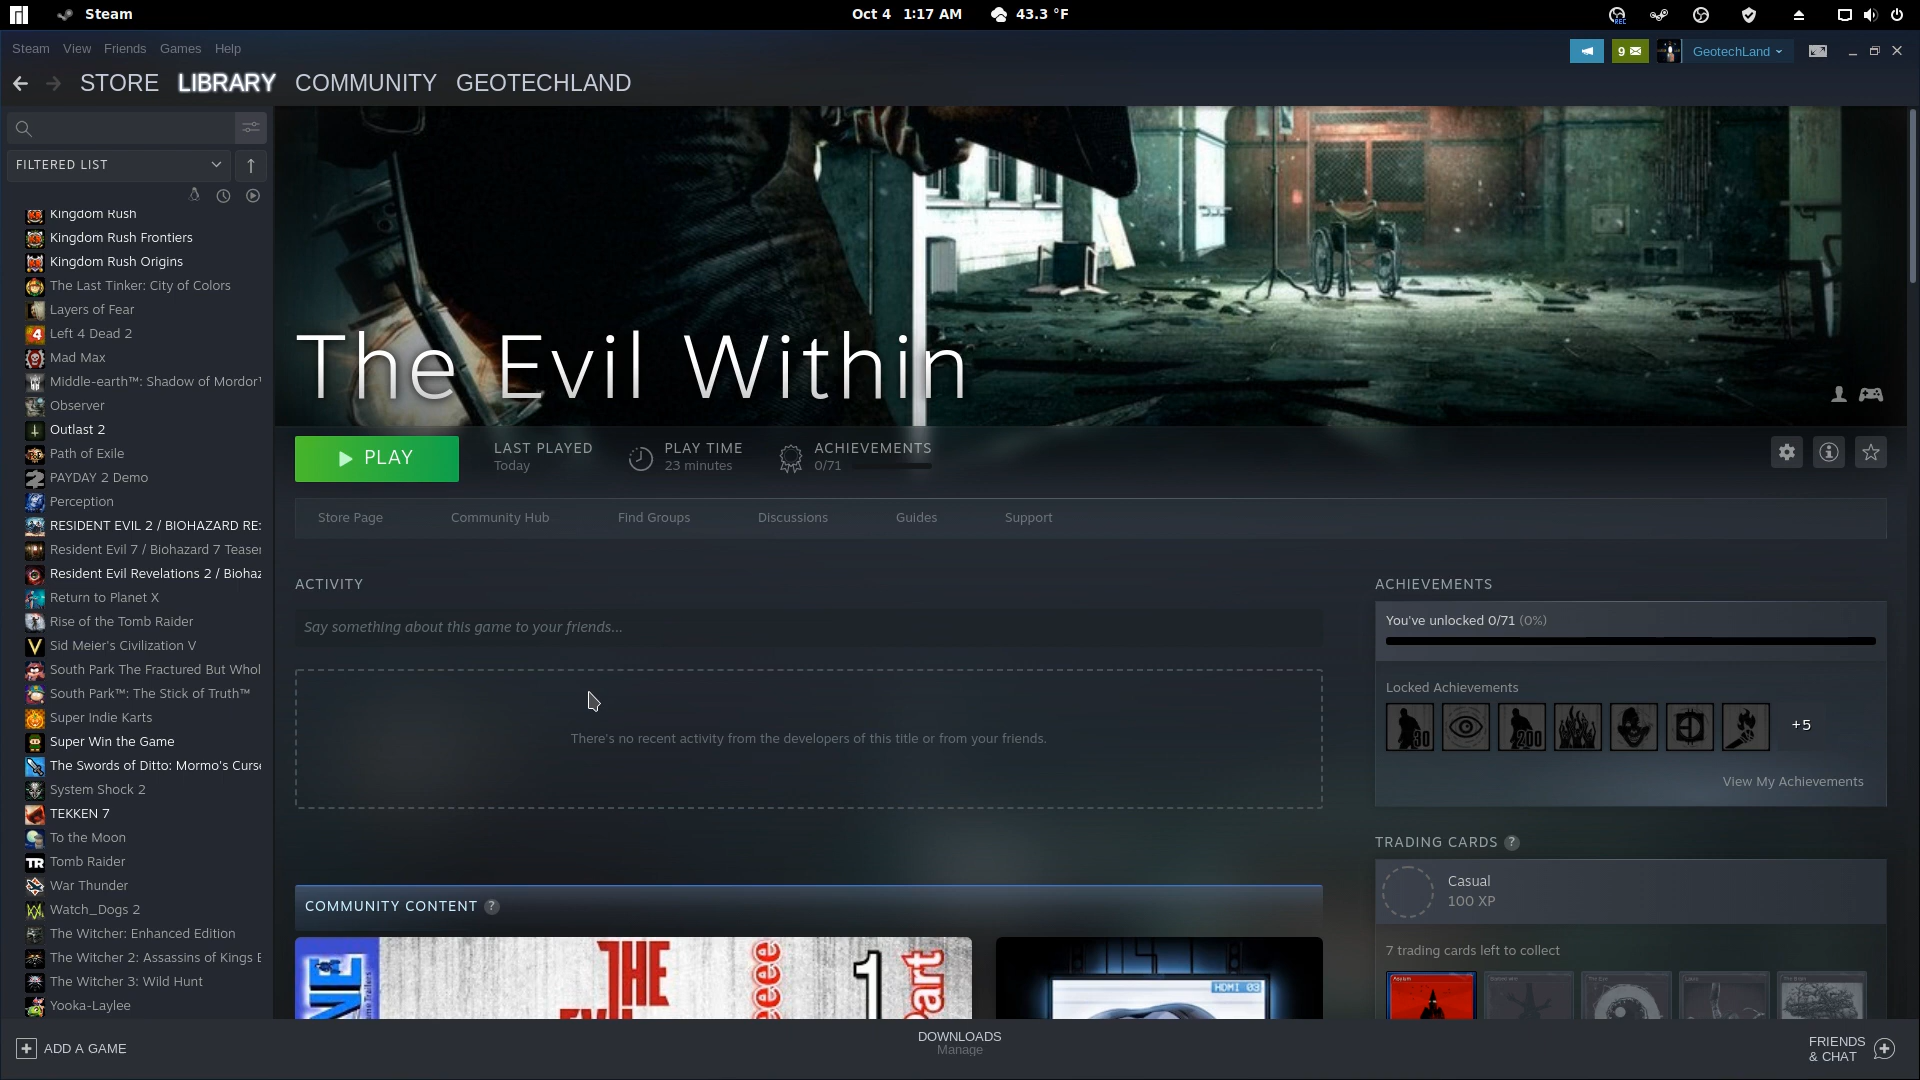 Steam
Oct 4 1:17 AM
43.3 °F
REC
Steam View Friends Games Help
9
GeotechLand
STORE LIBRARY COMMUNITY GEOTECHLAND
FILTERED LIST
Kingdom Rush
Kingdom Rush Frontiers
Kingdom Rush Origins
The Last Tinker: City of Colors
Layers of Fear
Left 4 Dead 2
Mad Max
Middle-earth™: Shadow of Mordor
Observer
Outlast 2
Path of Exile
PAYDAY 2 Demo
Perception
RESIDENT EVIL 2 / BIOHAZARD RE:
Resident Evil 7 / Biohazard 7 Teaser
Resident Evil Revelations 2 / Biohaz
Return to Planet X
Rise of the Tomb Raider
Sid Meier's Civilization V
South Park The Fractured But Whol
South Park™: The Stick of Truth™
Super Indie Karts
Super Win the Game
The Swords of Ditto: Mormo's Curse
System Shock 2
TEKKEN 7
To the Moon
Tomb Raider
War Thunder
Watch_Dogs 2
The Witcher: Enhanced Edition
The Witcher 2: Assassins of Kings E
The Witcher 3: Wild Hunt
Yooka-Laylee
The Evil Within
PLAY
LAST PLAYED
Today
PLAY TIME
23 minutes
ACHIEVEMENTS
0/71
Store Page Community Hub Find Groups Discussions Guides Support
ACTIVITY
Say something about this game to your friends...
There's no recent activity from the developers of this title or from your friends.
COMMUNITY CONTENT ?
NE
THE
EVIL
eeee
1
part
HDMI 03
ACHIEVEMENTS
You've unlocked 0/71 (0%)
Locked Achievements
30
200
+5
View My Achievements
TRADING CARDS ?
Casual
100 XP
7 trading cards left to collect
ADD A GAME
DOWNLOADS
Manage
FRIENDS
& CHAT